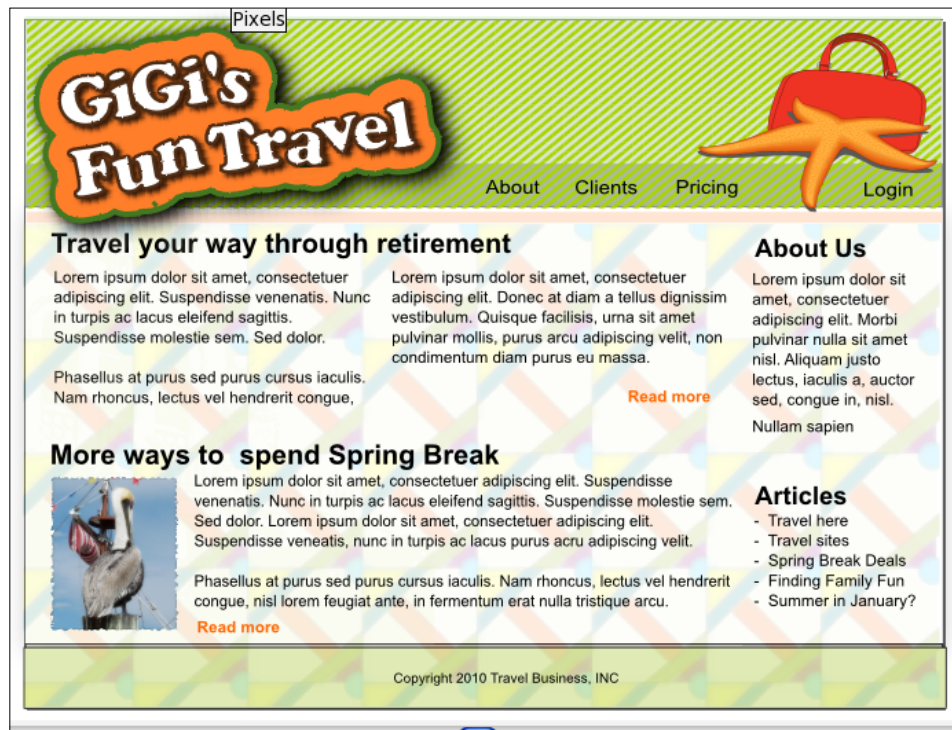 Pixels
GiGi's
Fun Travel
About Clients Pricing Login
Travel your way through retirement
Lorem ipsum dolor sit amet, consectetuer
adipiscing elit. Suspendisse venenatis. Nunc
in turpis ac lacus eleifend sagittis.
Suspendisse molestie sem. Sed dolor.
Phasellus at purus sed purus cursus iaculis.
Nam rhoncus, lectus vel hendrerit congue,
Lorem ipsum dolor sit amet, consectetuer
adipiscing elit. Donec at diam a tellus dignissim
vestibulum. Quisque facilisis, urna sit amet
pulvinar mollis, purus arcu adipiscing velit, non
condimentum diam purus eu massa.
Read more
More ways to  spend Spring Break
Lorem ipsum dolor sit amet, consectetuer adipiscing elit. Suspendisse
venenatis. Nunc in turpis ac lacus eleifend sagittis. Suspendisse molestie sem.
Sed dolor. Lorem ipsum dolor sit amet, consectetuer adipiscing elit.
Suspendisse veneatis, nunc in turpis ac lacus purus acru adipiscing velit.
Phasellus at purus sed purus cursus iaculis. Nam rhoncus, lectus vel hendrerit
congue, nisl lorem feugiat ante, in fermentum erat nulla tristique arcu.
Read more
About Us
Lorem ipsum dolor sit
amet, consectetuer
adipiscing elit. Morbi
pulvinar nulla sit amet
nisl. Aliquam justo
lectus, iaculis a, auctor
sed, congue in, nisl.
Nullam sapien
Articles
- Travel here
- Travel sites
- Spring Break Deals
- Finding Family Fun
- Summer in January?
Copyright 2010 Travel Business, INC